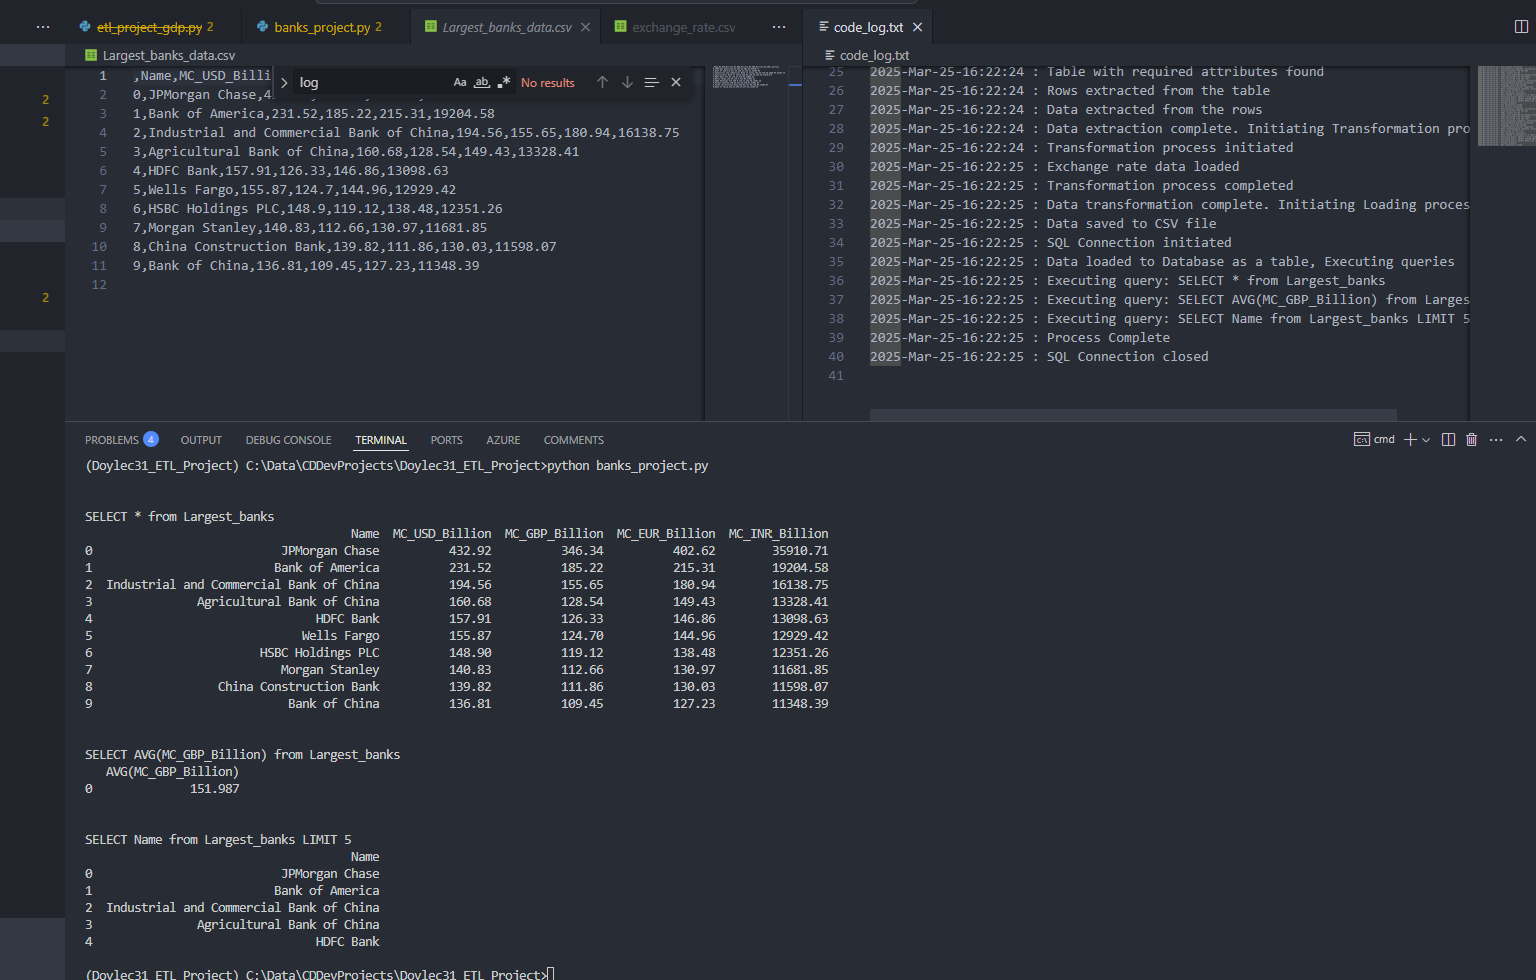 etl_project_gdp.py 2
banks_project.py 2
Largest_banks_data.csv
exchange_rate.csv
code_log.txt
Largest_banks_data.csv
code_log.txt
log
Aa
ab
No results
1 ,Name,MC_USD_Billi
2 0,JPMorgan Chase,4
3 1,Bank of America,231.52,185.22,215.31,19204.58
4 2,Industrial and Commercial Bank of China,194.56,155.65,180.94,16138.75
5 3,Agricultural Bank of China,160.68,128.54,149.43,13328.41
6 4,HDFC Bank,157.91,126.33,146.86,13098.63
7 5,Wells Fargo,155.87,124.7,144.96,12929.42
8 6,HSBC Holdings PLC,148.9,119.12,138.48,12351.26
9 7,Morgan Stanley,140.83,112.66,130.97,11681.85
10 8,China Construction Bank,139.82,111.86,130.03,11598.07
11 9,Bank of China,136.81,109.45,127.23,11348.39
12
2
2
2
25 2025-Mar-25-16:22:24 : Table with required attributes found
26 2025-Mar-25-16:22:24 : Rows extracted from the table
27 2025-Mar-25-16:22:24 : Data extracted from the rows
28 2025-Mar-25-16:22:24 : Data extraction complete. Initiating Transformation pro
29 2025-Mar-25-16:22:24 : Transformation process initiated
30 2025-Mar-25-16:22:25 : Exchange rate data loaded
31 2025-Mar-25-16:22:25 : Transformation process completed
32 2025-Mar-25-16:22:25 : Data transformation complete. Initiating Loading proces
33 2025-Mar-25-16:22:25 : Data saved to CSV file
34 2025-Mar-25-16:22:25 : SQL Connection initiated
35 2025-Mar-25-16:22:25 : Data loaded to Database as a table, Executing queries
36 2025-Mar-25-16:22:25 : Executing query: SELECT * from Largest_banks
37 2025-Mar-25-16:22:25 : Executing query: SELECT AVG(MC_GBP_Billion) from Larges
38 2025-Mar-25-16:22:25 : Executing query: SELECT Name from Largest_banks LIMIT 5
39 2025-Mar-25-16:22:25 : Process Complete
40 2025-Mar-25-16:22:25 : SQL Connection closed
41
PROBLEMS 4 OUTPUT DEBUG CONSOLE TERMINAL PORTS AZURE COMMENTS
cmd
(Doylec31_ETL_Project) C:\Data\CDDevProjects\Doylec31_ETL_Project>python banks_project.py
SELECT * from Largest_banks
Name MC_USD_Billion MC_GBP_Billion MC_EUR_Billion MC_INR_Billion
0 JPMorgan Chase 432.92 346.34 402.62 35910.71
1 Bank of America 231.52 185.22 215.31 19204.58
2 Industrial and Commercial Bank of China 194.56 155.65 180.94 16138.75
3 Agricultural Bank of China 160.68 128.54 149.43 13328.41
4 HDFC Bank 157.91 126.33 146.86 13098.63
5 Wells Fargo 155.87 124.70 144.96 12929.42
6 HSBC Holdings PLC 148.90 119.12 138.48 12351.26
7 Morgan Stanley 140.83 112.66 130.97 11681.85
8 China Construction Bank 139.82 111.86 130.03 11598.07
9 Bank of China 136.81 109.45 127.23 11348.39
SELECT AVG(MC_GBP_Billion) from Largest_banks
AVG(MC_GBP_Billion)
0 151.987
SELECT Name from Largest_banks LIMIT 5
Name
0 JPMorgan Chase
1 Bank of America
2 Industrial and Commercial Bank of China
3 Agricultural Bank of China
4 HDFC Bank
(Doylec31_ETL_Project) C:\Data\CDDevProjects\Doylec31_ETL_Project>